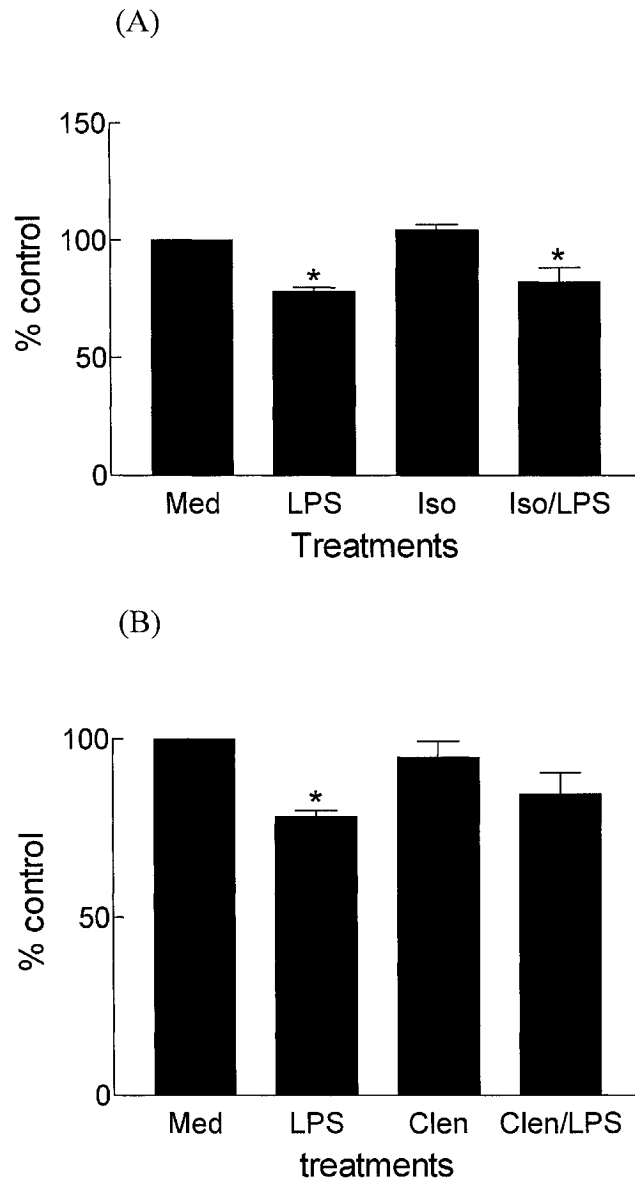 (A)
150
100
50
0
% control
*
*
Med LPS Iso Iso/LPS
Treatments
(B)
100
50
0
% control
*
Med LPS Clen Clen/LPS
treatments